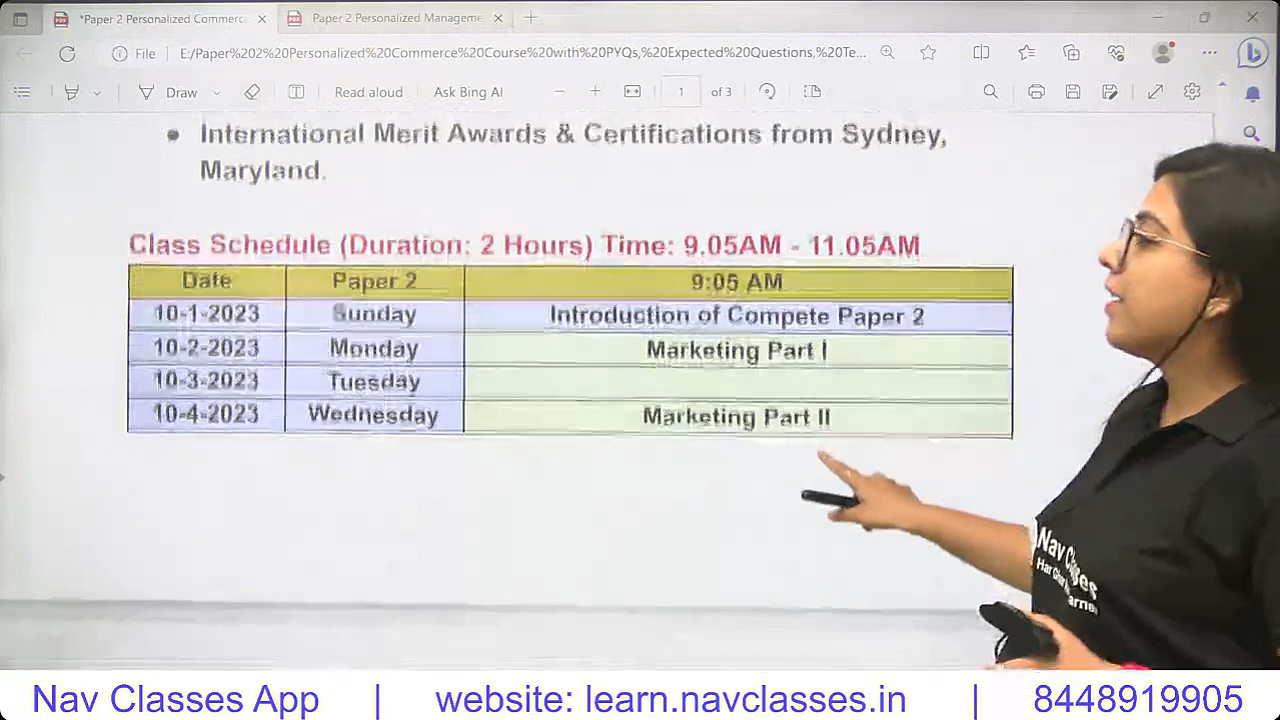 *Paper 2 Personalized Commerc
Paper 2 Personalized Manageme
File
E:/Paper%202%20Personalized%20Commerce%20Course%20with%20PYQs,%20Expected%20Questions,%20Te...
Draw
Read aloud
Ask Bing AI
1
of 3
International Merit Awards & Certifications from Sydney,
Maryland.
Class Schedule (Duration: 2 Hours) Time: 9.05AM - 11.05AM
Date Paper 2 9:05 AM
10-1-2023 Sunday Introduction of Compete Paper 2
10-2-2023 Monday Marketing Part I
10-3-2023 Tuesday
10-4-2023 Wednesday Marketing Part II
Nav Classes
Har Ghar
Nav Classes App | website: learn.navclasses.in | 8448919905